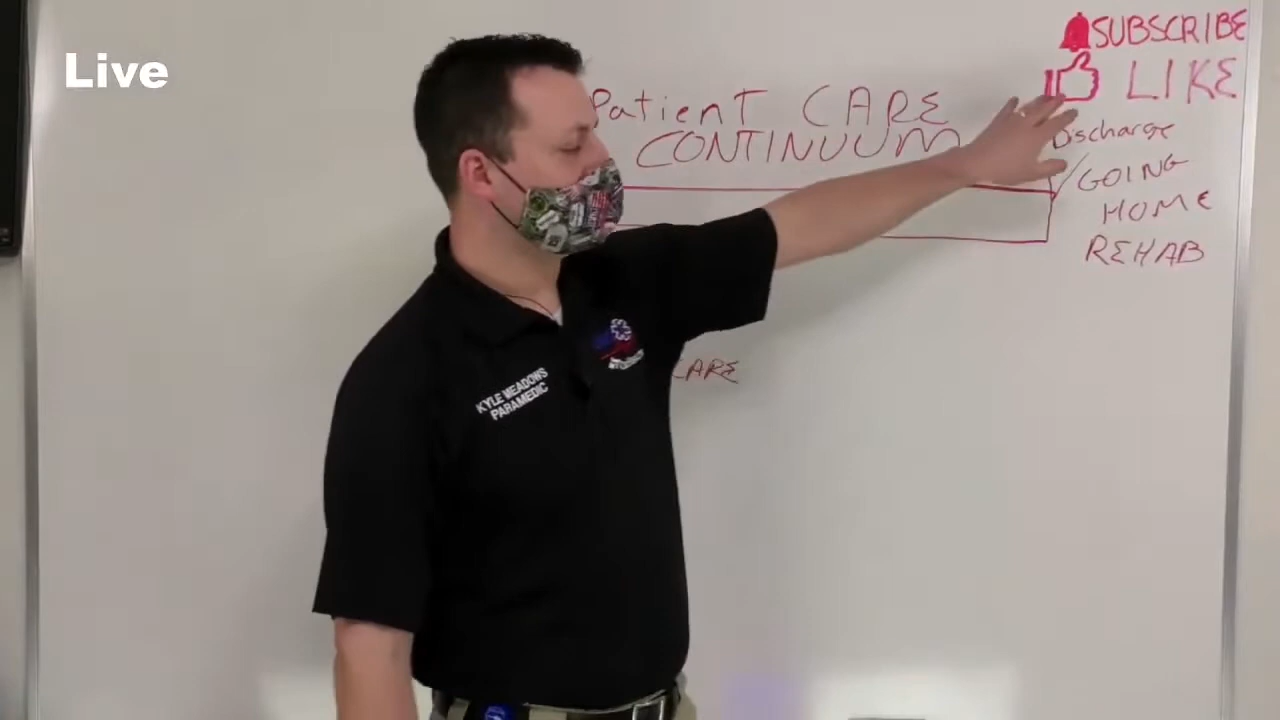 Live
SUBSCRIBE
LIKE
Patient CARE
CONTINUUM
Discharge
GOING
HOME
REHAB
CARE
KYLE MEADOWS
PARAMEDIC